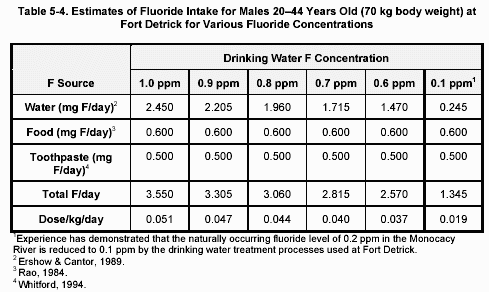 Table 5-4. Estimates of Fluoride Intake for Males 20–44 Years Old (70 kg body weight) at
Fort Detrick for Various Fluoride Concentrations
Drinking Water F Concentration
F Source 1.0 ppm 0.9 ppm 0.8 ppm 0.7 ppm 0.6 ppm 0.1 ppm¹
Water (mg F/day)² 2.450 2.205 1.960 1.715 1.470 0.245
Food (mg F/day)³ 0.600 0.600 0.600 0.600 0.600 0.600
Toothpaste (mg
F/day)⁴ 0.500 0.500 0.500 0.500 0.500 0.500
Total F/day 3.550 3.305 3.060 2.815 2.570 1.345
Dose/kg/day 0.051 0.047 0.044 0.040 0.037 0.019
¹Experience has demonstrated that the naturally occurring fluoride level of 0.2 ppm in the Monocacy
River is reduced to 0.1 ppm by the drinking water treatment processes used at Fort Detrick.
² Ershow & Cantor, 1989.
³ Rao, 1984.
⁴ Whitford, 1994.